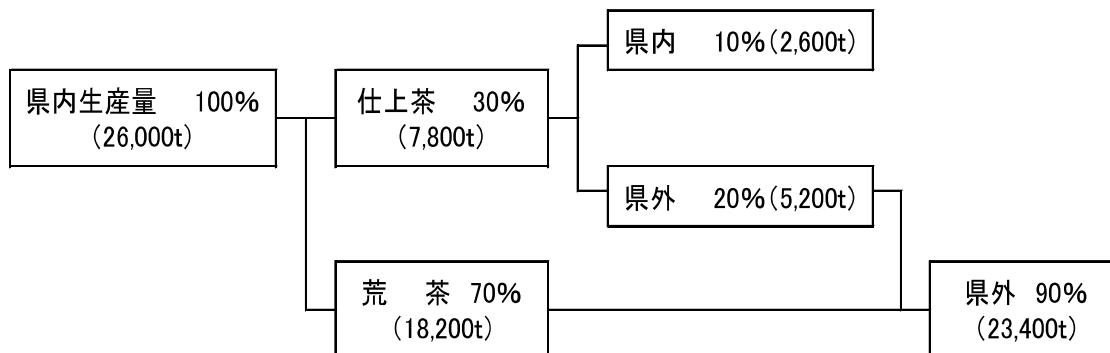 県内 10%(2,600t)
県内生産量 100%
(26,000t)
仕上茶 30%
(7,800t)
県外 20%(5,200t)
荒 茶 70%
(18,200t)
県外 90%
(23,400t)